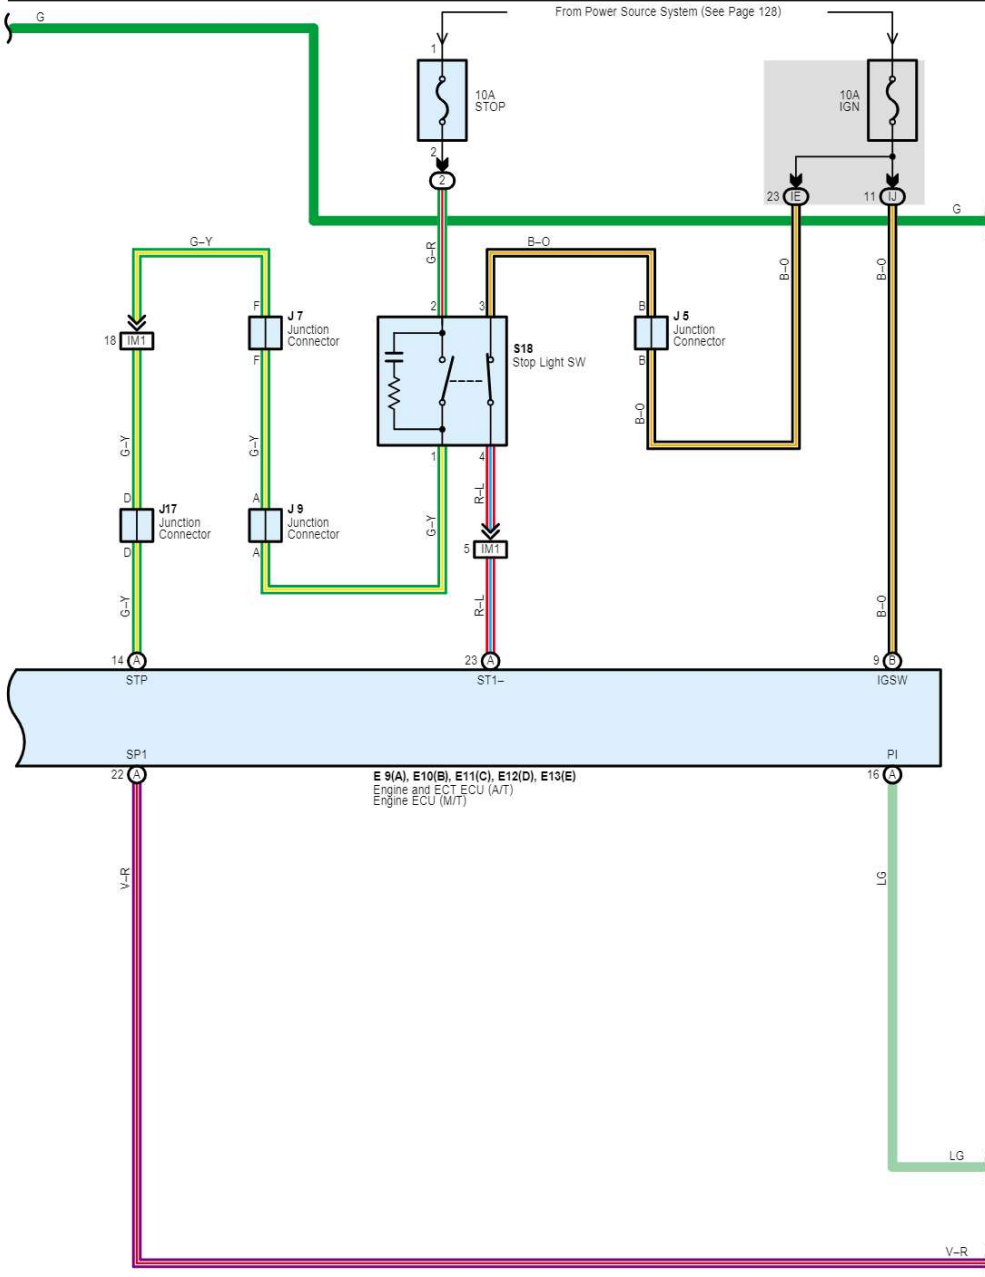 From Power Source System (See Page 128)
G
1
10A
STOP
10A
IGN
2
2
23 IE
11 IJ
G
G–Y
G–R
B–O
B–O
B–O
F
J 7
Junction
Connector
F
18 IM1
2
3
S18
Stop Light SW
B
J 5
Junction
Connector
B
B–O
G–Y
G–Y
1
4
D
J17
Junction
Connector
D
A
J 9
Junction
Connector
A
G–Y
R–L
5 IM1
G–Y
R–L
B–O
14 A
23 A
9 B
STP
ST1–
IGSW
SP1
PI
22 A
16 A
E 9(A), E10(B), E11(C), E12(D), E13(E)
Engine and ECT ECU (A/T)
Engine ECU (M/T)
V–R
LG
LG
V–R